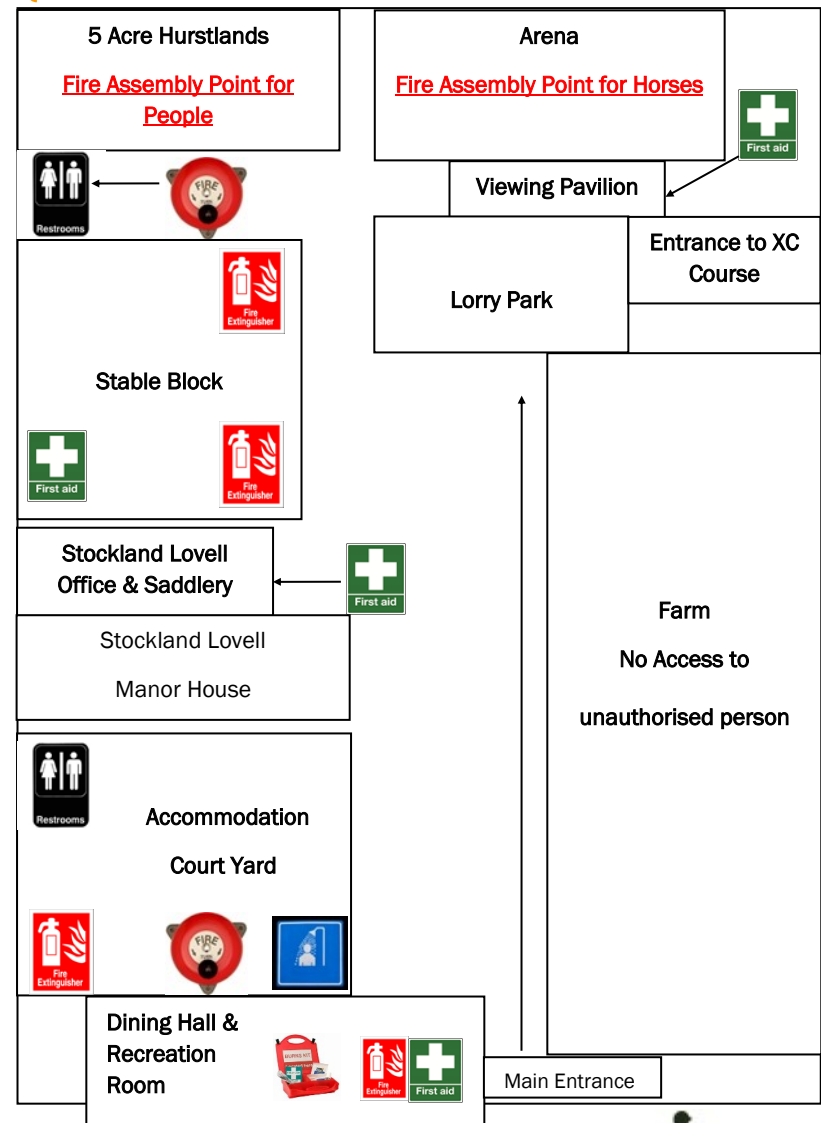 5 Acre Hurstlands
Fire Assembly Point for
People
Arena
Fire Assembly Point for Horses
First aid
Viewing Pavilion
Restrooms
FIRE
Entrance to XC
Course
Lorry Park
Fire
Extinguisher
Stable Block
First aid
Fire
Extinguisher
Stockland Lovell
Office & Saddlery
First aid
Stockland Lovell
Manor House
Farm
No Access to
unauthorised person
Restrooms
Accommodation
Court Yard
Fire
Extinguisher
FIRE
Dining Hall &
Recreation
Room
BURNS KIT
Fire
Extinguisher
First aid
Main Entrance